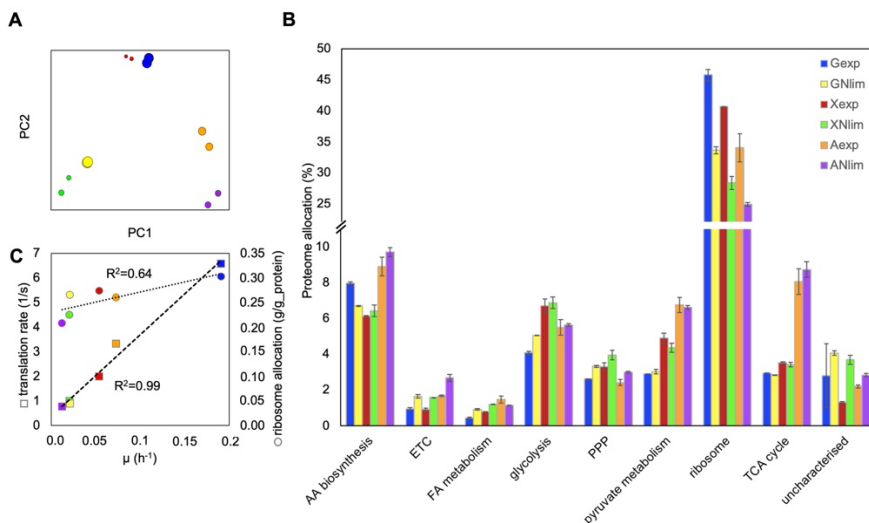 A
PC2
PC1
B
Proteome allocation (%)
50
45
40
35
30
25
10
8
6
4
2
0
Gexp
GNlim
Xexp
XNlim
Aexp
ANlim
AA biosynthesis
ETC
FA metabolism
glycolysis
PPP
pyruvate metabolism
ribosome
TCA cycle
uncharacterised
C
translation rate (1/s)
7
6
5
4
3
2
1
0
R²=0.64
R²=0.99
0.35
0.30
0.25
0.20
0.15
0.10
0.05
0.00
ribosome allocation (g/g_protein)
0.01
0.05
0.1
0.15
0.2
µ (h⁻¹)